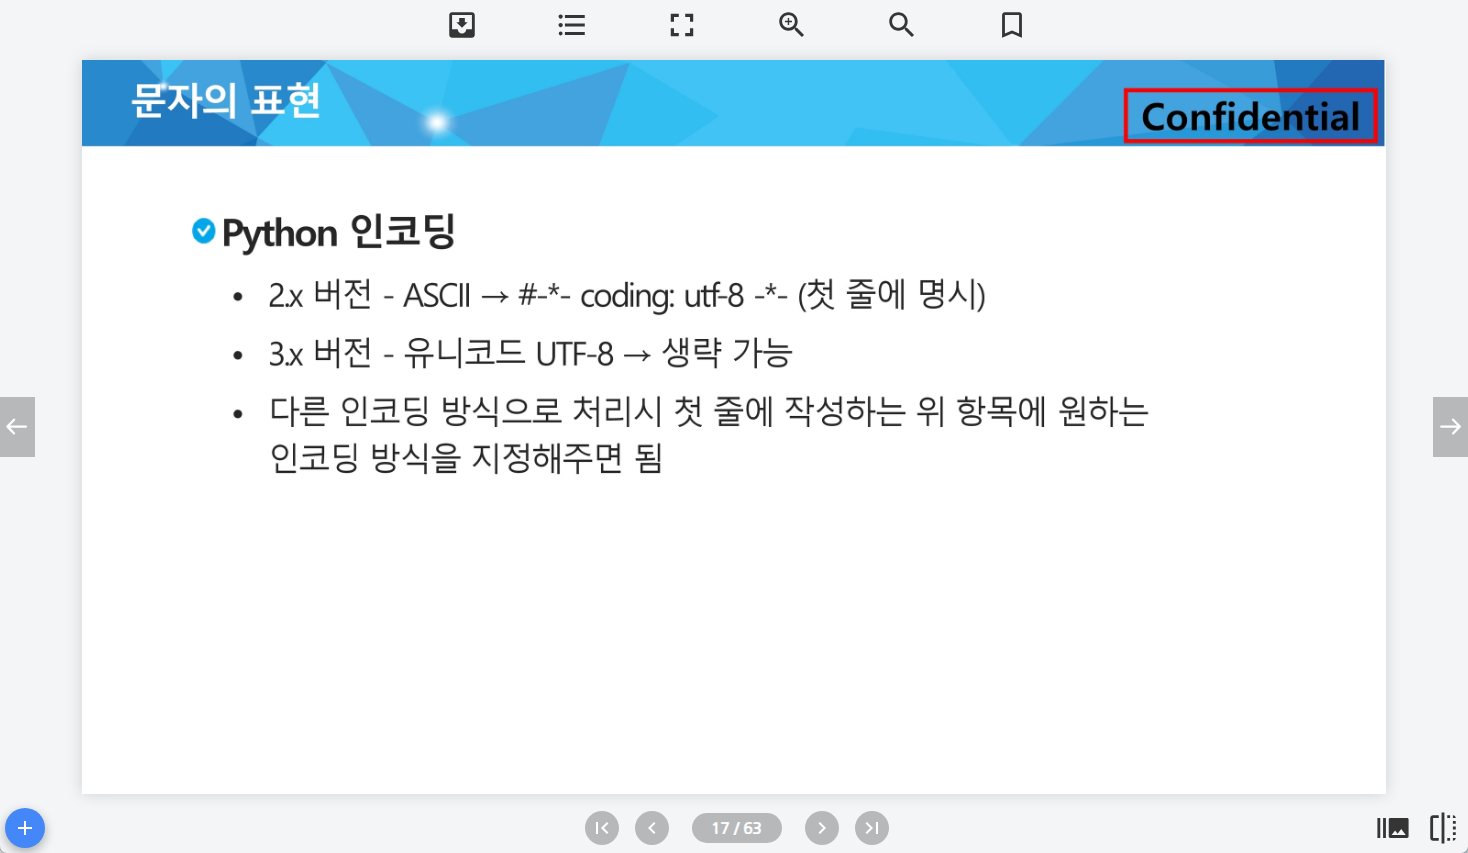 문자의 표현
Confidential
Python 인코딩
• 2.x 버전 - ASCII → #-*- coding: utf-8 -*- (첫 줄에 명시)
• 3.x 버전 - 유니코드 UTF-8 → 생략 가능
• 다른 인코딩 방식으로 처리시 첫 줄에 작성하는 위 항목에 원하는
인코딩 방식을 지정해주면 됨
17 / 63